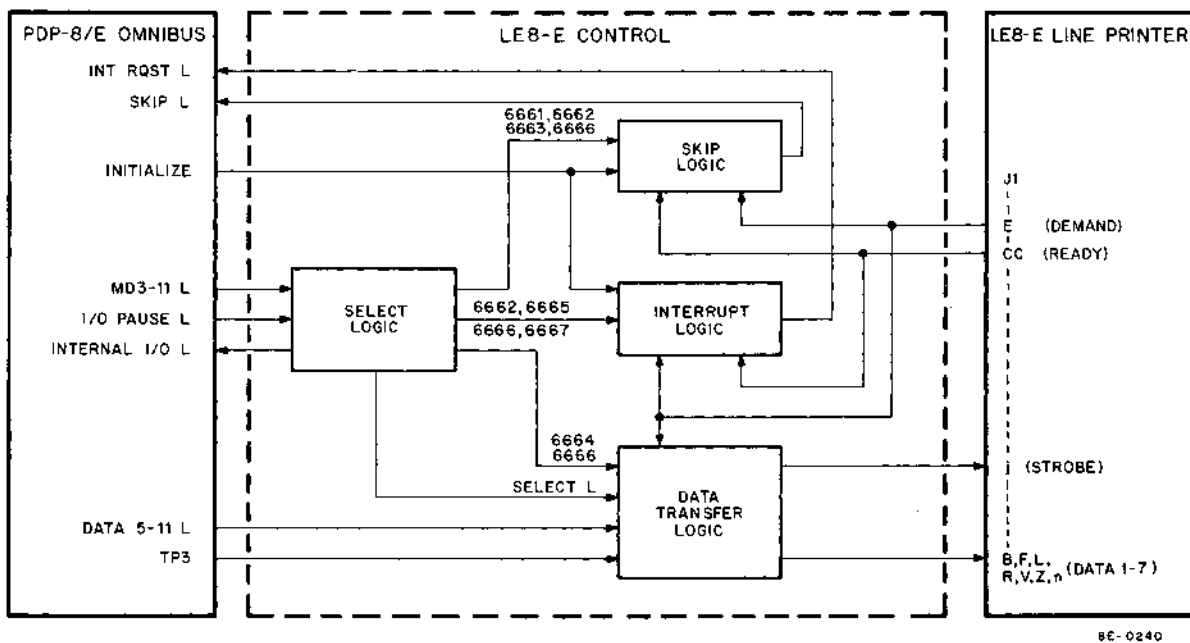 PDP-8/E OMNIBUS
INT RQST L
SKIP L
INITIALIZE
MD3-11 L
I/O PAUSE L
INTERNAL I/O L
DATA 5-11 L
TP3
LE8-E CONTROL
6661,6662
6663,6666
SKIP
LOGIC
SELECT
LOGIC
6662,6665
6666,6667
INTERRUPT
LOGIC
6664
6666
SELECT L
DATA
TRANSFER
LOGIC
LE8-E LINE PRINTER
J1
E (DEMAND)
CC (READY)
j (STROBE)
B,F,L,
R,V,Z,n (DATA 1-7)
8E-0240